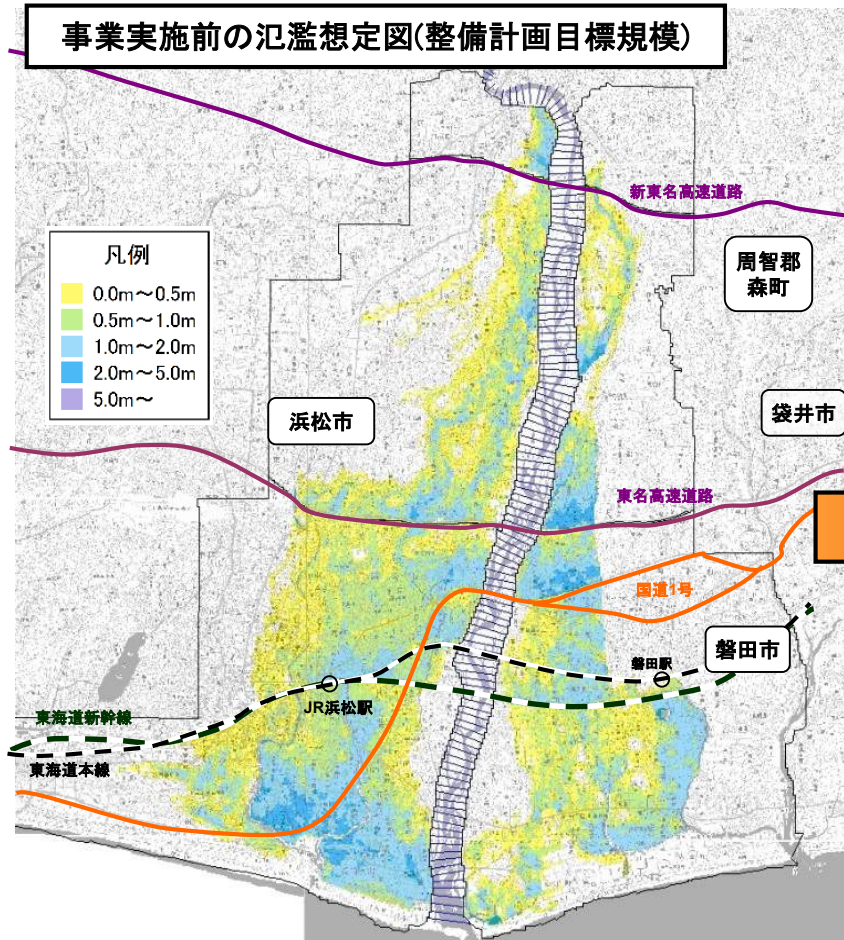 事業実施前の氾濫想定図(整備計画目標規模)
新東名高速道路
凡例
0.0m～0.5m
0.5m～1.0m
1.0m～2.0m
2.0m～5.0m
5.0m～
周智郡
森町
浜松市
袋井市
東名高速道路
国道1号
磐田市
磐田駅
JR浜松駅
東海道新幹線
東海道本線